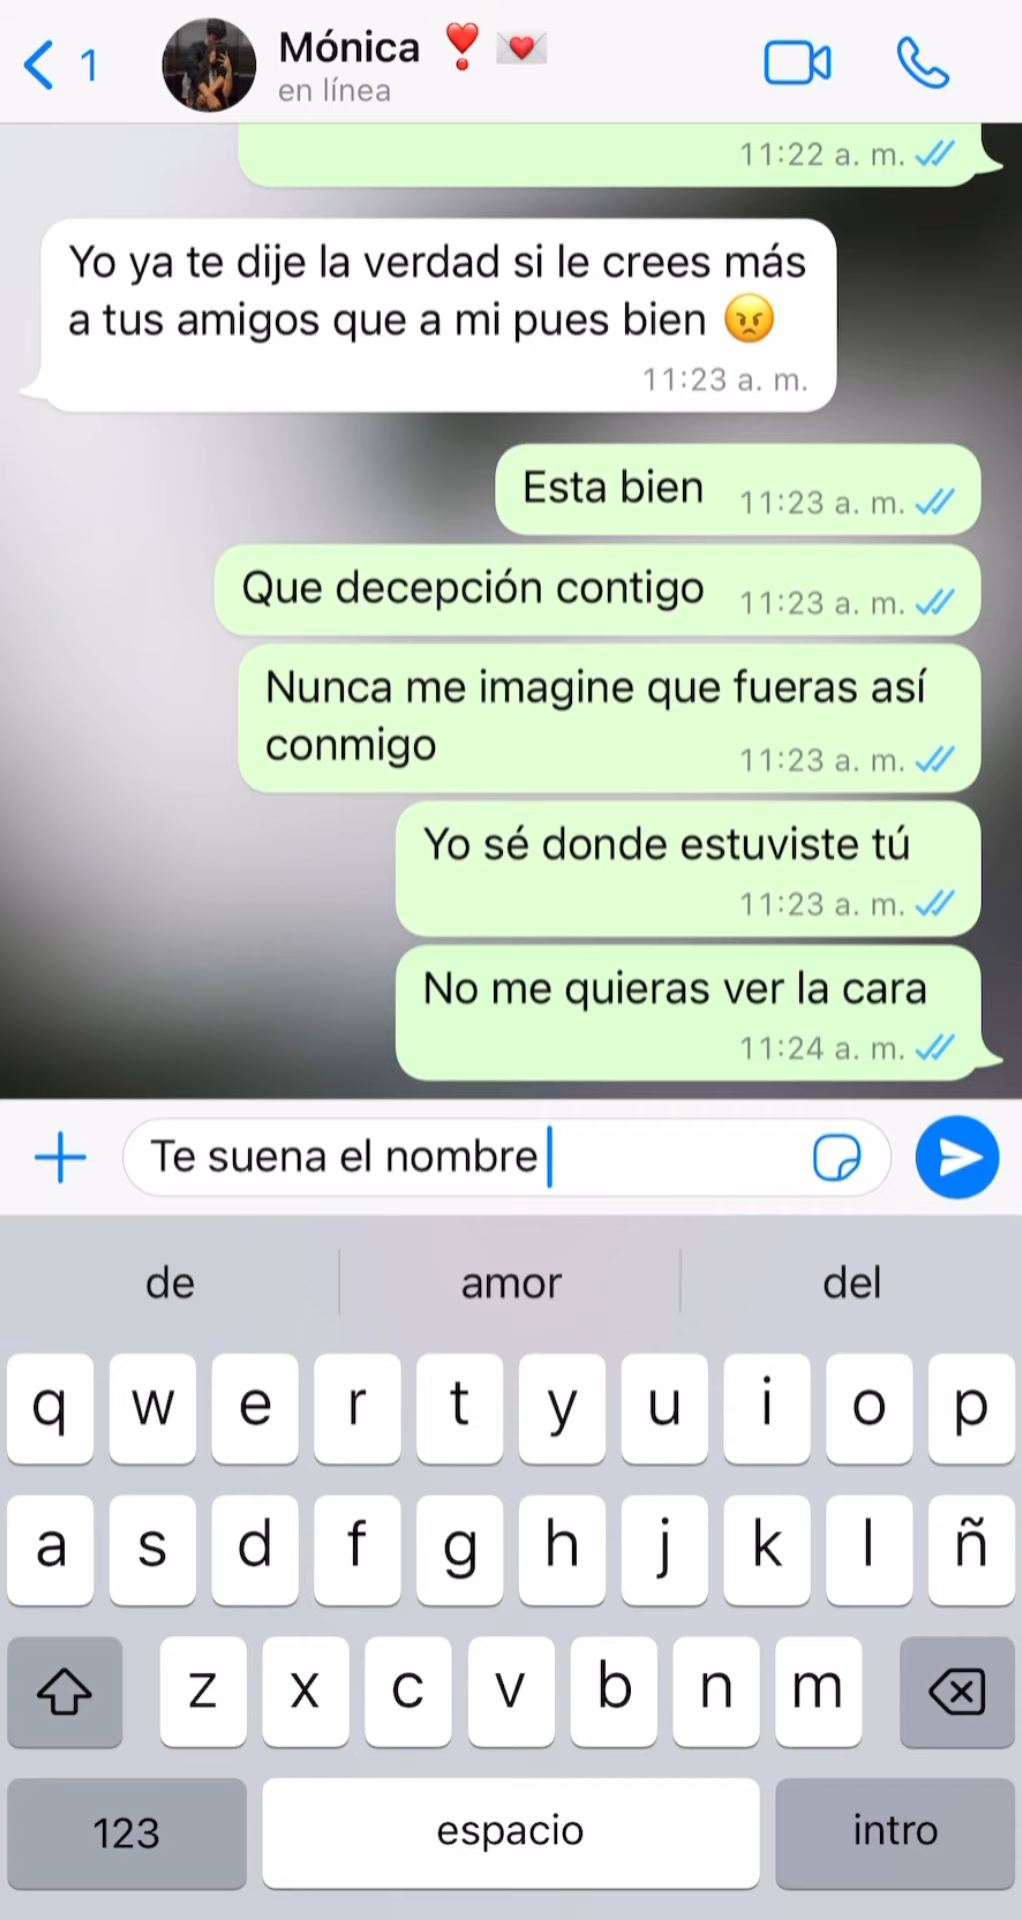 1
Mónica ❣️ 💌
en línea
11:22 a. m.
Yo ya te dije la verdad si le crees más
a tus amigos que a mi pues bien 😠
11:23 a. m.
Esta bien 11:23 a. m.
Que decepción contigo 11:23 a. m.
Nunca me imagine que fueras así
conmigo 11:23 a. m.
Yo sé donde estuviste tú
11:23 a. m.
No me quieras ver la cara
11:24 a. m.
Te suena el nombre
de amor del
q w e r t y u i o p
a s d f g h j k l ñ
z x c v b n m
123 espacio intro